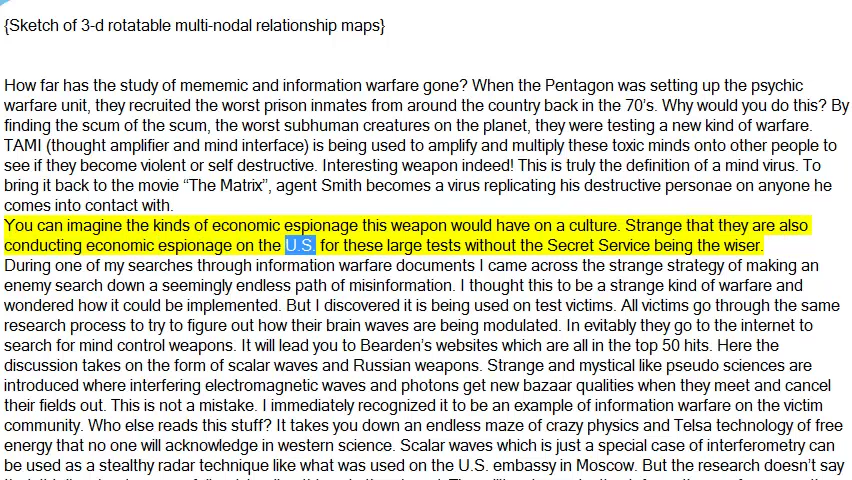 {Sketch of 3-d rotatable multi-nodal relationship maps}
How far has the study of mememic and information warfare gone? When the Pentagon was setting up the psychic
warfare unit, they recruited the worst prison inmates from around the country back in the 70's. Why would you do this? By
finding the scum of the scum, the worst subhuman creatures on the planet, they were testing a new kind of warfare.
TAMI (thought amplifier and mind interface) is being used to amplify and multiply these toxic minds onto other people to
see if they become violent or self destructive. Interesting weapon indeed! This is truly the definition of a mind virus. To
bring it back to the movie “The Matrix”, agent Smith becomes a virus replicating his destructive personae on anyone he
comes into contact with.
You can imagine the kinds of economic espionage this weapon would have on a culture. Strange that they are also
conducting economic espionage on the U.S. for these large tests without the Secret Service being the wiser.
During one of my searches through information warfare documents I came across the strange strategy of making an
enemy search down a seemingly endless path of misinformation. I thought this to be a strange kind of warfare and
wondered how it could be implemented. But I discovered it is being used on test victims. All victims go through the same
research process to try to figure out how their brain waves are being modulated. In evitably they go to the internet to
search for mind control weapons. It will lead you to Bearden’s websites which are all in the top 50 hits. Here the
discussion takes on the form of scalar waves and Russian weapons. Strange and mystical like pseudo sciences are
introduced where interfering electromagnetic waves and photons get new bazaar qualities when they meet and cancel
their fields out. This is not a mistake. I immediately recognized it to be an example of information warfare on the victim
community. Who else reads this stuff? It takes you down an endless maze of crazy physics and Telsa technology of free
energy that no one will acknowledge in western science. Scalar waves which is just a special case of interferometry can
be used as a stealthy radar technique like what was used on the U.S. embassy in Moscow. But the research doesn’t say